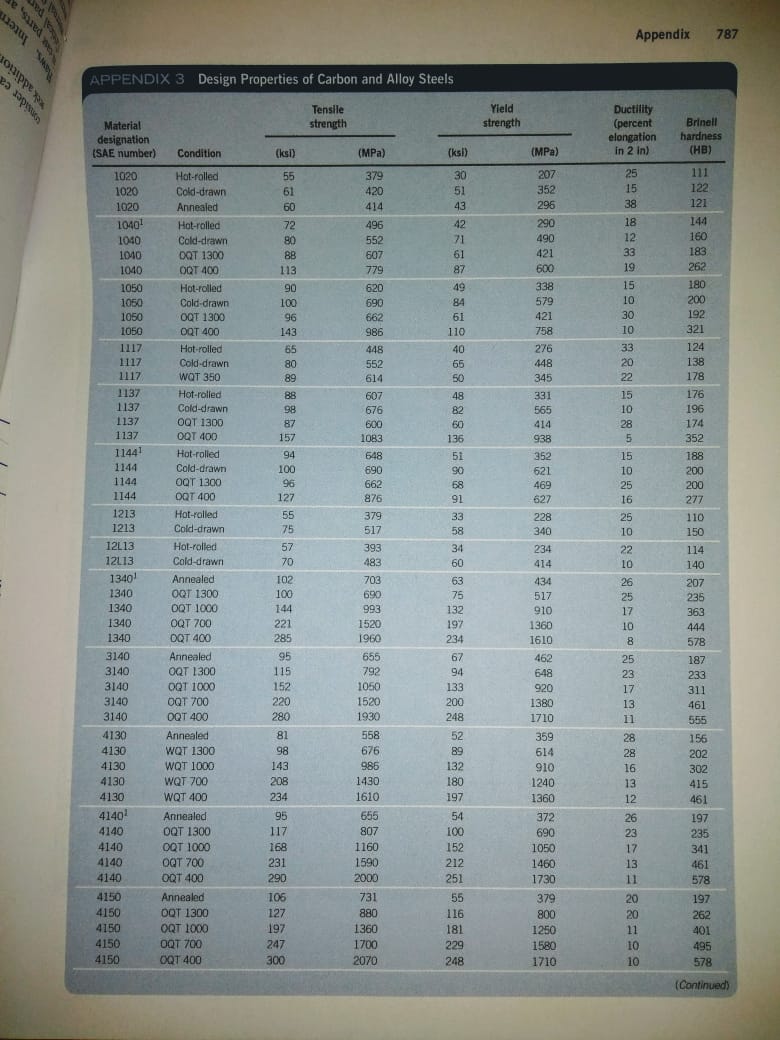 Appendix 787
APPENDIX 3 Design Properties of Carbon and Alloy Steels
Material designation (SAE number) Condition Tensile strength (ksi) (MPa) Yield strength (ksi) (MPa) Ductility (percent elongation in 2 in) Brinell hardness (HB)
1020 Hot-rolled 55 379 30 207 25 111
1020 Cold-drawn 61 420 51 352 15 122
1020 Annealed 60 414 43 296 38 121
1040¹ Hot-rolled 72 496 42 290 18 144
1040 Cold-drawn 80 552 71 490 12 160
1040 OQT 1300 88 607 61 421 33 183
1040 OQT 400 113 779 87 600 19 262
1050 Hot-rolled 90 620 49 338 15 180
1050 Cold-drawn 100 690 84 579 10 200
1050 OQT 1300 96 662 61 421 30 192
1050 OQT 400 143 986 110 758 10 321
1117 Hot-rolled 65 448 40 276 33 124
1117 Cold-drawn 80 552 65 448 20 138
1117 WQT 350 89 614 50 345 22 178
1137 Hot-rolled 88 607 48 331 15 176
1137 Cold-drawn 98 676 82 565 10 196
1137 OQT 1300 87 600 60 414 28 174
1137 OQT 400 157 1083 136 938 5 352
1144¹ Hot-rolled 94 648 51 352 15 188
1144 Cold-drawn 100 690 90 621 10 200
1144 OQT 1300 96 662 68 469 25 200
1144 OQT 400 127 876 91 627 16 277
1213 Hot-rolled 55 379 33 228 25 110
1213 Cold-drawn 75 517 58 340 10 150
12L13 Hot-rolled 57 393 34 234 22 114
12L13 Cold-drawn 70 483 60 414 10 140
1340¹ Annealed 102 703 63 434 26 207
1340 OQT 1300 100 690 75 517 25 235
1340 OQT 1000 144 993 132 910 17 363
1340 OQT 700 221 1520 197 1360 10 444
1340 OQT 400 285 1960 234 1610 8 578
3140 Annealed 95 655 67 462 25 187
3140 OQT 1300 115 792 94 648 23 233
3140 OQT 1000 152 1050 133 920 17 311
3140 OQT 700 220 1520 200 1380 13 461
3140 OQT 400 280 1930 248 1710 11 555
4130 Annealed 81 558 52 359 28 156
4130 WQT 1300 98 676 89 614 28 202
4130 WQT 1000 143 986 132 910 16 302
4130 WQT 700 208 1430 180 1240 13 415
4130 WQT 400 234 1610 197 1360 12 461
4140¹ Annealed 95 655 54 372 26 197
4140 OQT 1300 117 807 100 690 23 235
4140 OQT 1000 168 1160 152 1050 17 341
4140 OQT 700 231 1590 212 1460 13 461
4140 OQT 400 290 2000 251 1730 11 578
4150 Annealed 106 731 55 379 20 197
4150 OQT 1300 127 880 116 800 20 262
4150 OQT 1000 197 1360 181 1250 11 401
4150 OQT 700 247 1700 229 1580 10 495
4150 OQT 400 300 2070 248 1710 10 578
(Continued)